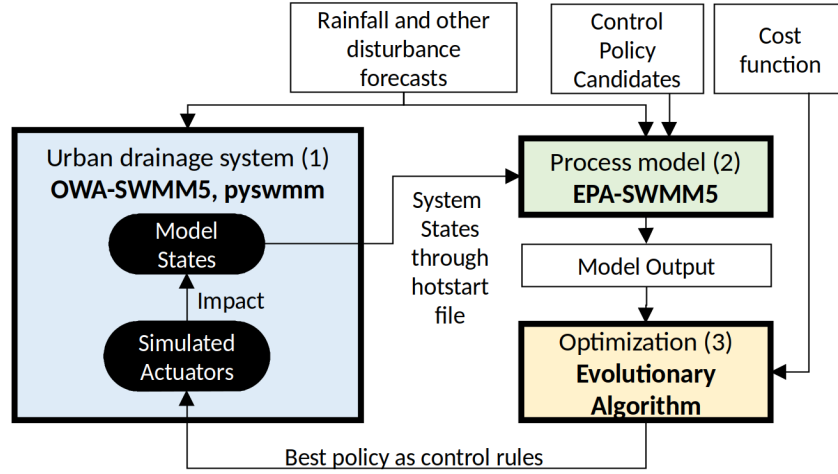 Rainfall and other
disturbance
forecasts
Control
Policy
Candidates
Cost
function
Urban drainage system (1)
OWA-SWMM5, pyswmm
Model
States
Impact
Simulated
Actuators
System
States
through
hotstart
file
Process model (2)
EPA-SWMM5
Model Output
Optimization (3)
Evolutionary
Algorithm
Best policy as control rules